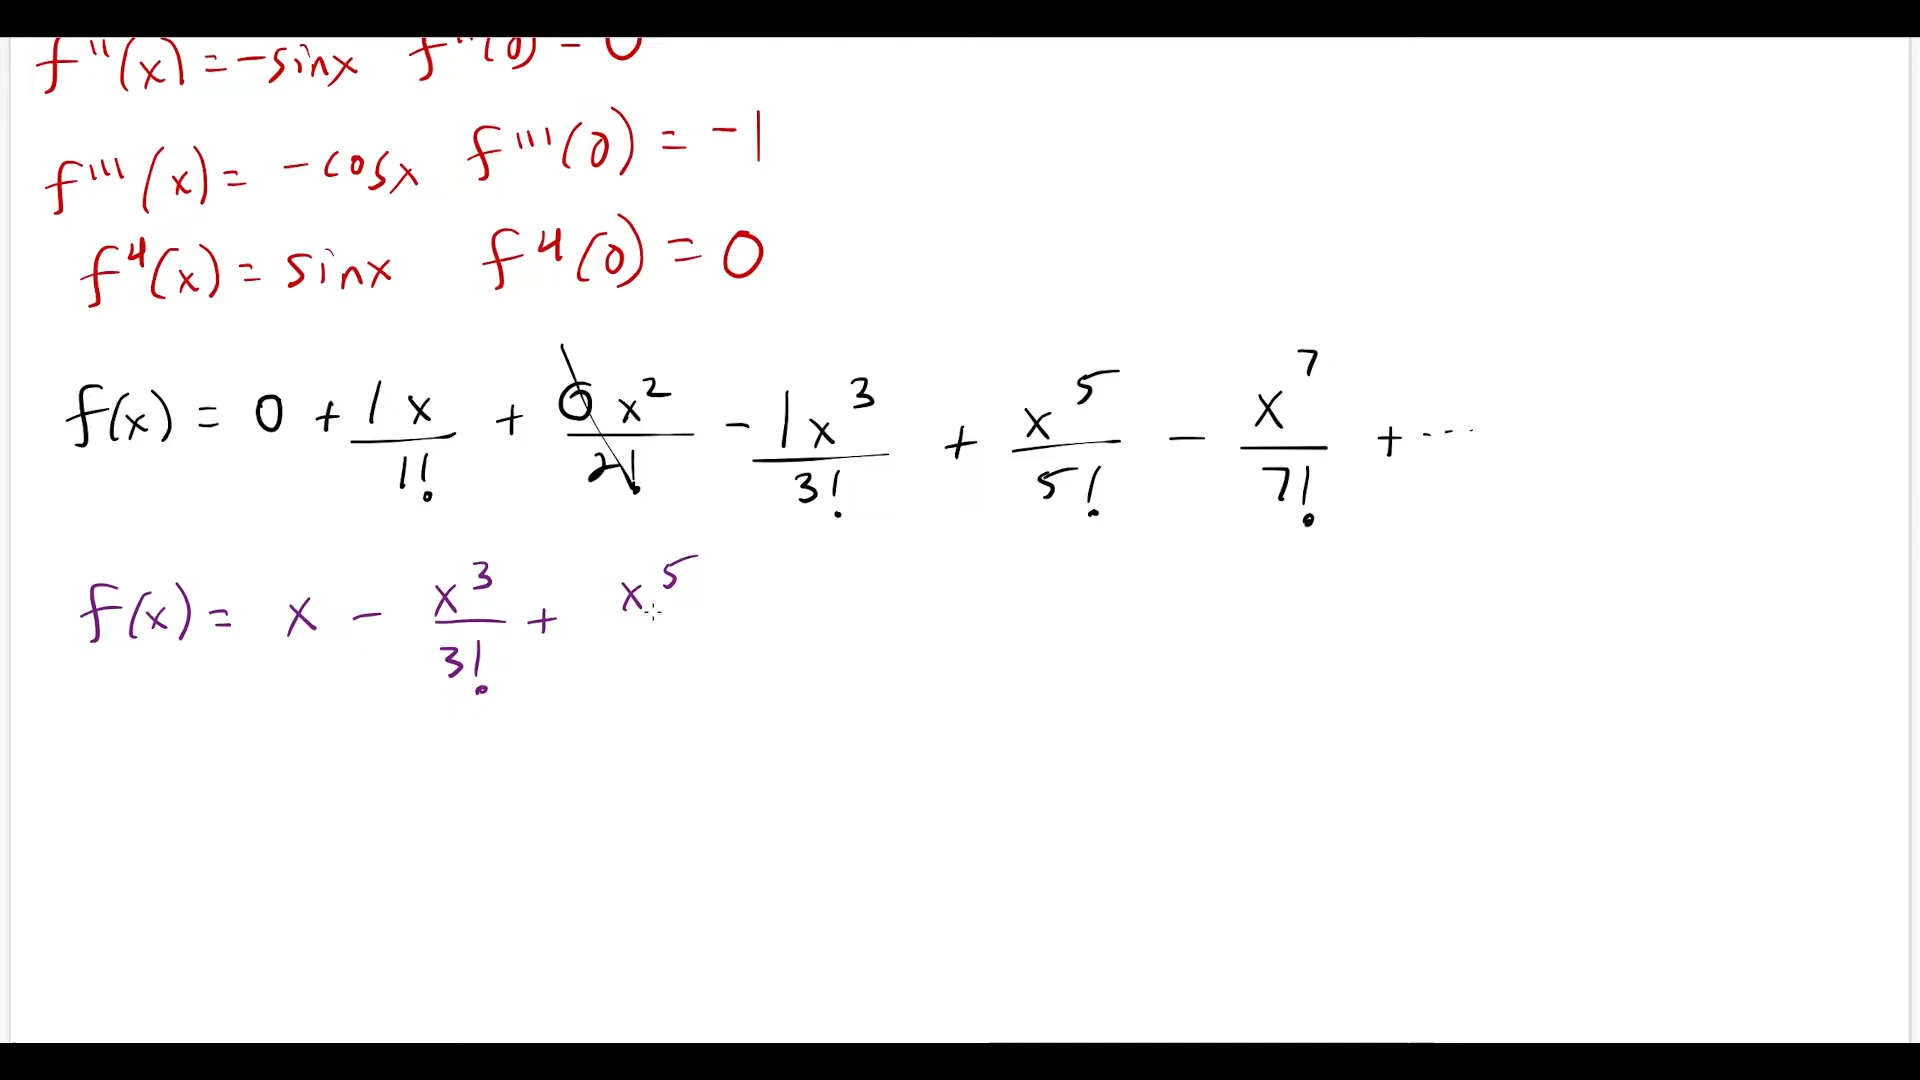 f''(x) = -sinx f''(0) = 0
f'''(x) = -cosx f'''(0) = -1
f⁴(x) = sinx f⁴(0) = 0
f(x) = 0 + 1x/1! + 0x²/2! - 1x³/3! + x⁵/5! - x⁷/7! + ...
f(x) = x - x³/3! + x⁵